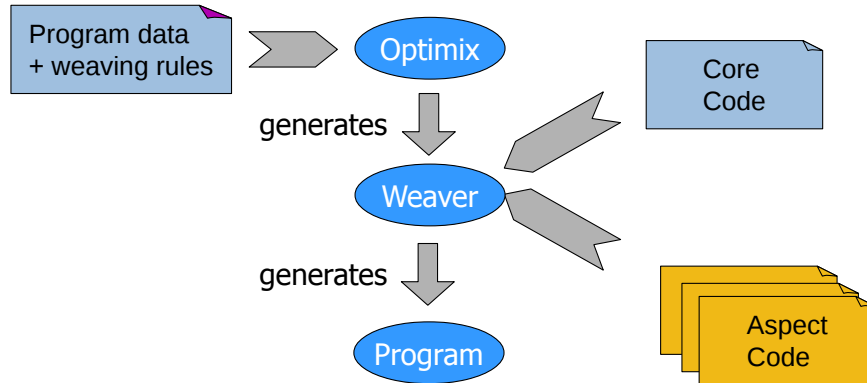 Program data
+ weaving rules
Optimix
Core
Code
generates
Weaver
generates
Aspect
Code
Program